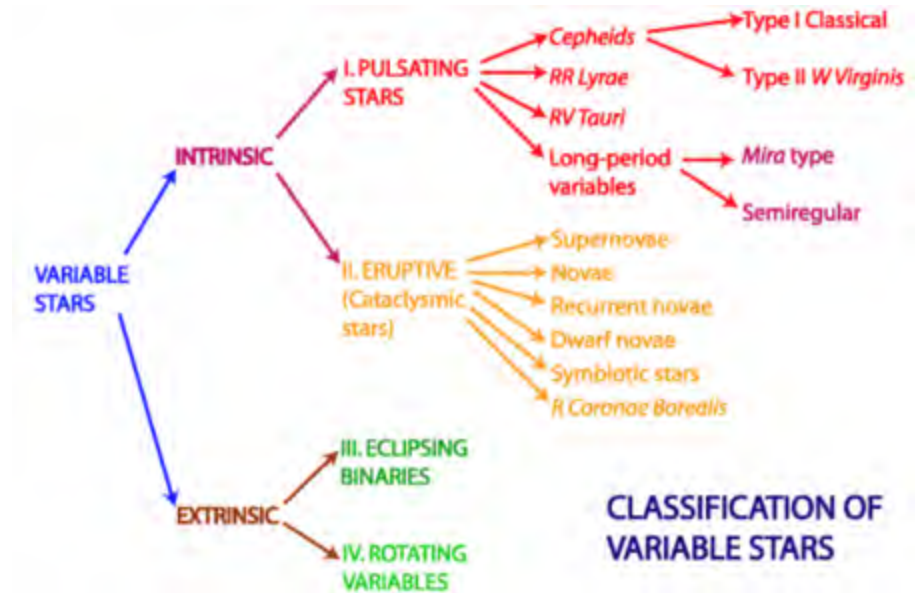 VARIABLE
STARS
INTRINSIC
I. PULSATING
STARS
Cepheids
Type I Classical
Type II W Virginis
RR Lyrae
RV Tauri
Long-period
variables
Mira type
Semiregular
II. ERUPTIVE
(Cataclysmic
stars)
Supernovae
Novae
Recurrent novae
Dwarf novae
Symbiotic stars
R Coronae Borealis
EXTRINSIC
III. ECLIPSING
BINARIES
IV. ROTATING
VARIABLES
CLASSIFICATION OF
VARIABLE STARS